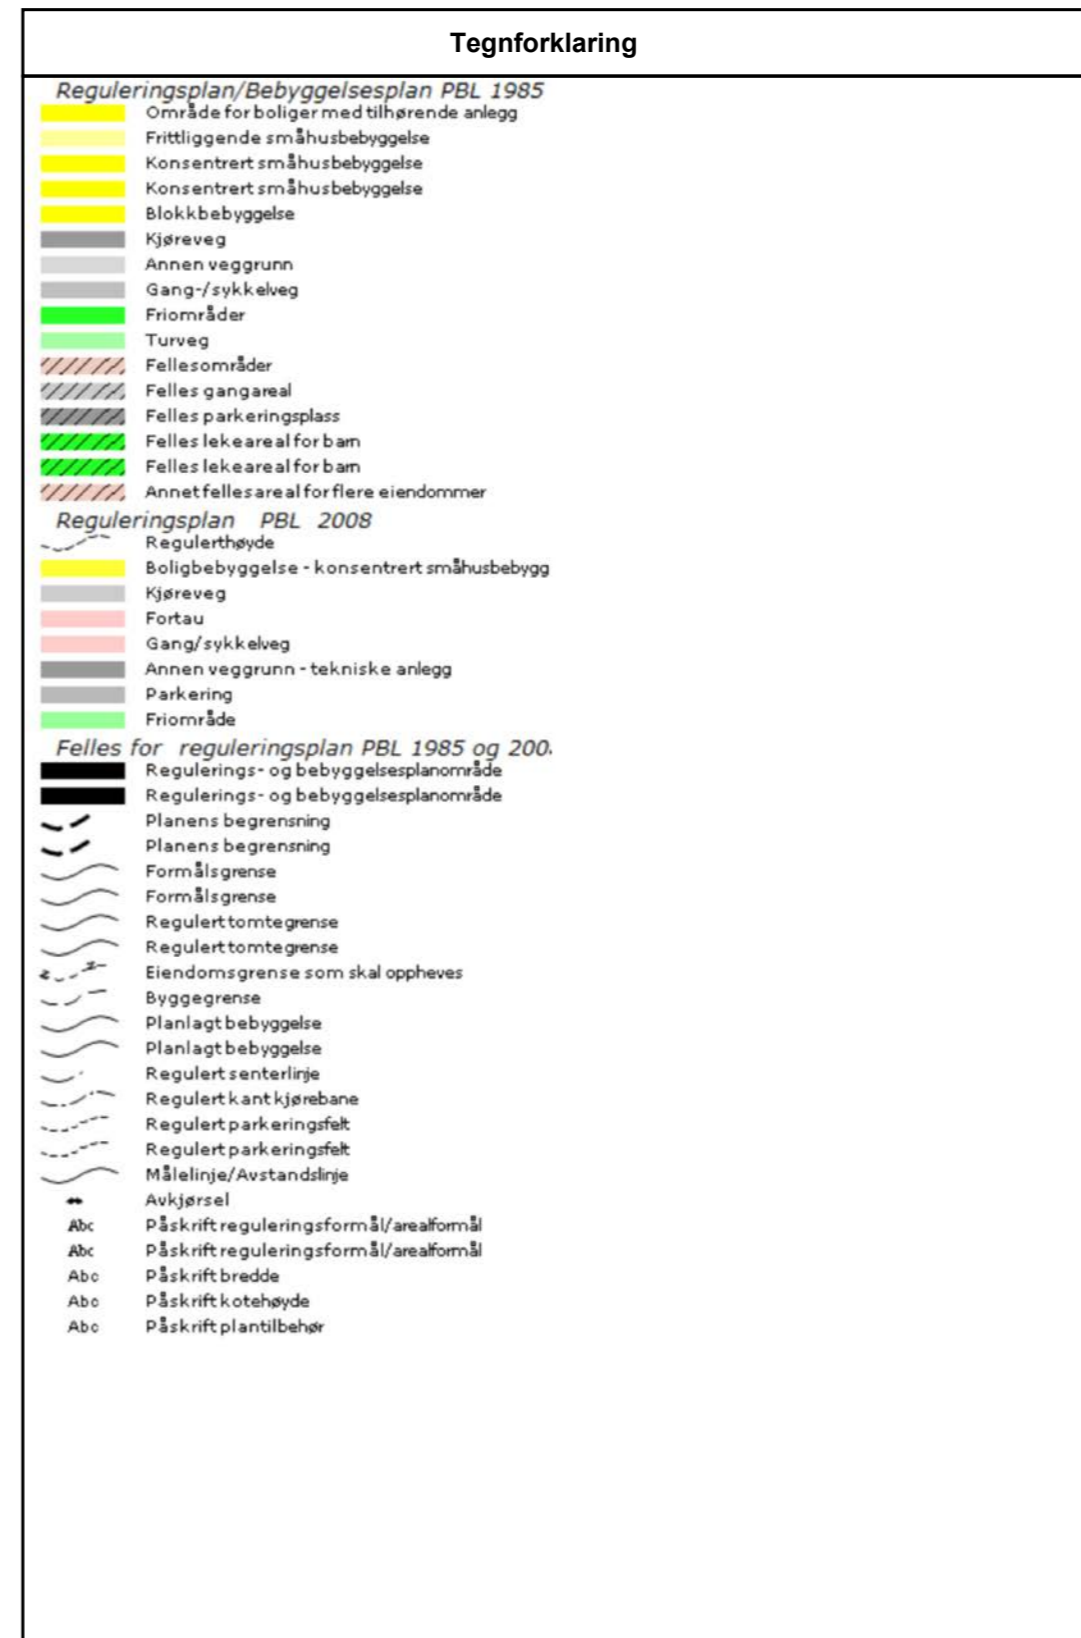 Tegnforklaring
Reguleringsplan/Bebyggelsesplan PBL 1985
Område for boliger med tilhørende anlegg
Frittliggende småhusbebyggelse
Konsentrert småhusbebyggelse
Konsentrert småhusbebyggelse
Blokkbebyggelse
Kjøreveg
Annen veggrunn
Gang-/sykkelveg
Friområder
Turveg
Fellesområder
Felles gangareal
Felles parkeringsplass
Felles lekeareal for barn
Felles lekeareal for barn
Annet fellesareal for flere eiendommer
Reguleringsplan PBL 2008
Regulerthøyde
Boligbebyggelse - konsentrert småhusbebygg
Kjøreveg
Fortau
Gang/sykkelveg
Annen veggrunn - tekniske anlegg
Parkering
Friområde
Felles for reguleringsplan PBL 1985 og 200
Regulerings- og bebyggelsesplanområde
Regulerings- og bebyggelsesplanområde
Planens begrensning
Planens begrensning
Formålsgrense
Formålsgrense
Regulert tomtegrense
Regulert tomtegrense
Eiendomsgrense som skal oppheves
Byggegrense
Planlagt bebyggelse
Planlagt bebyggelse
Regulert senterlinje
Regulert kant kjørebane
Regulert parkeringsfelt
Regulert parkeringsfelt
Målelinje/Avstandslinje
Avkjørsel
Abc Påskrift reguleringsformål/arealformål
Abc Påskrift reguleringsformål/arealformål
Abc Påskrift bredde
Abc Påskrift kotehøyde
Abc Påskrift plantilbehør